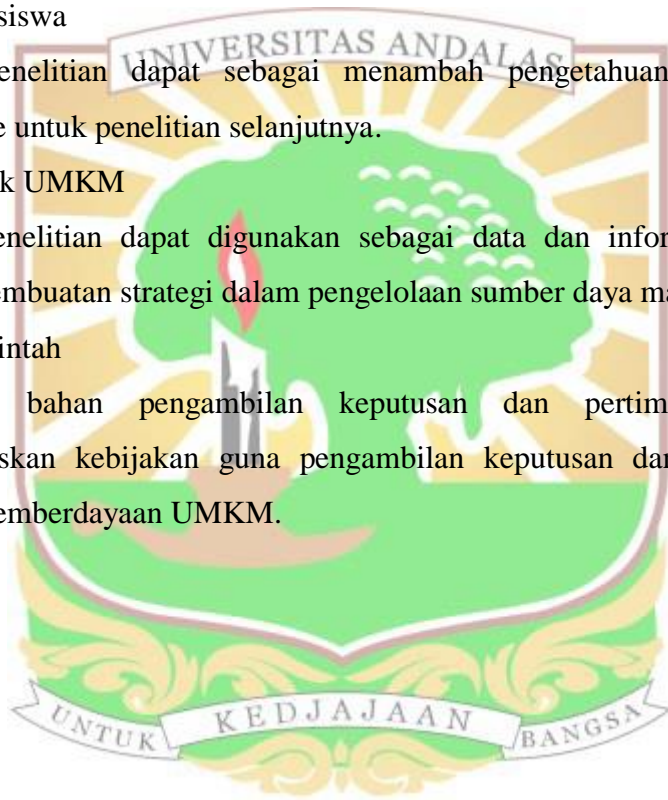 siswa
UNIVERSITAS ANDALAS
enelitian dapat sebagai menambah pengetahuan
e untuk penelitian selanjutnya.
k UMKM
enelitian dapat digunakan sebagai data dan infor
embuatan strategi dalam pengelolaan sumber daya ma
intah
bahan pengambilan keputusan dan pertim
skan kebijakan guna pengambilan keputusan dar
emberdayaan UMKM.
UNTUK KEDJAJAAN BANGSA